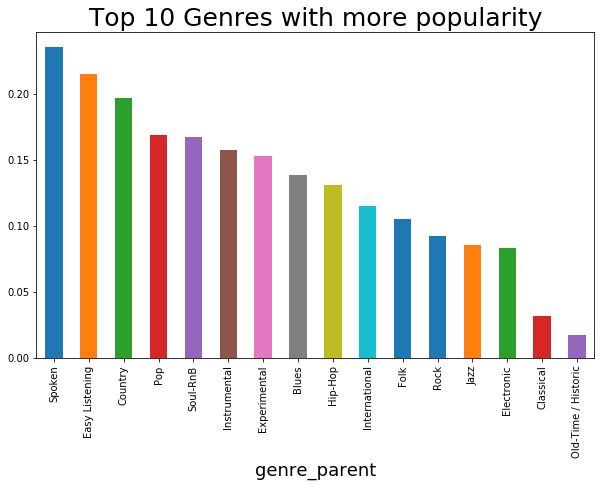 Top 10 Genres with more popularity
0.20
0.15
0.10
0.05
0.00
Spoken
Easy Listening
Country
Pop
Soul-RnB
Instrumental
Experimental
Blues
Hip-Hop
International
Folk
Rock
Jazz
Electronic
Classical
Old-Time / Historic
genre_parent